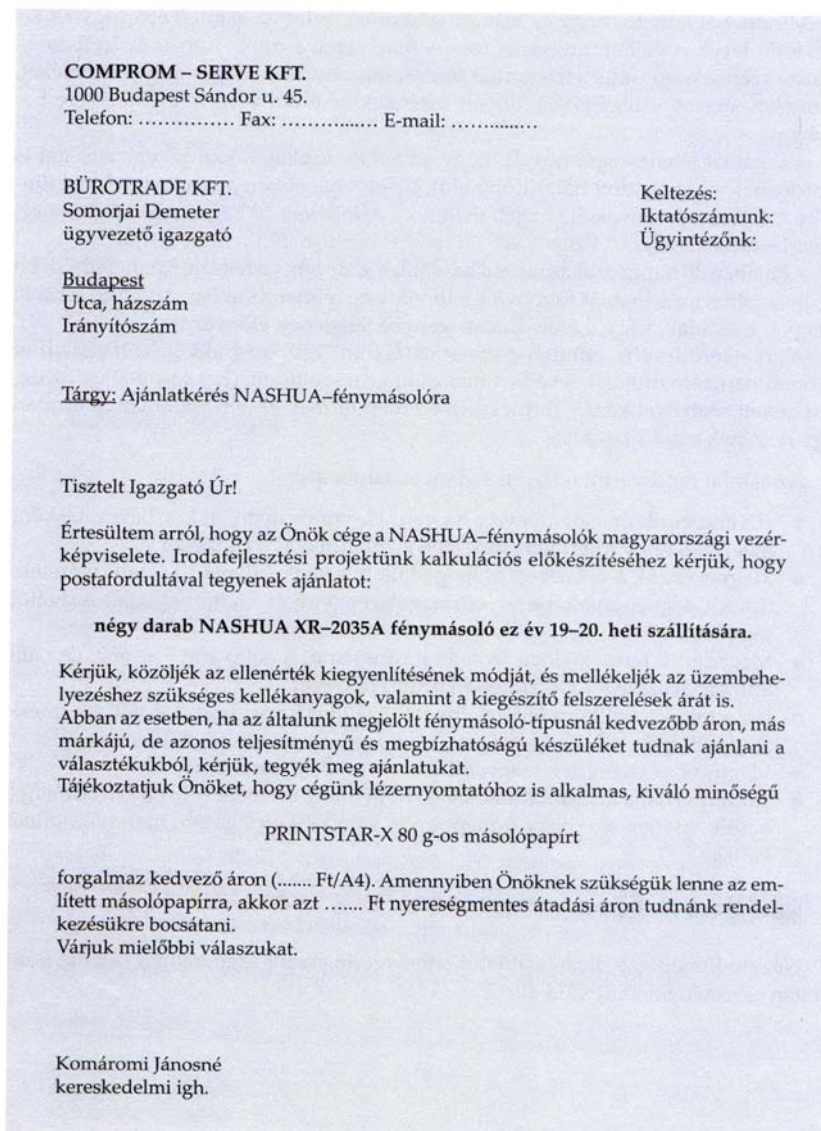 COMPROM – SERVE KFT.
1000 Budapest Sándor u. 45.
Telefon: ............... Fax: ............... E-mail: ...............
BÜROTRADE KFT.
Somorjai Demeter
ügyvezető igazgató
Keltezés:
Iktatószámunk:
Ügyintézőnk:
Budapest
Utca, házszám
Irányítószám
Tárgy: Ajánlatkérés NASHUA–fénymásolóra
Tisztelt Igazgató Úr!
Értesültem arról, hogy az Önök cége a NASHUA–fénymásolók magyarországi vezér-
képviselete. Irodafejlesztési projektünk kalkulációs előkészítéséhez kérjük, hogy
postafordultával tegyenek ajánlatot:
négy darab NASHUA XR–2035A fénymásoló ez év 19–20. heti szállítására.
Kérjük, közöljék az ellenérték kiegyenlítésének módját, és mellékeljék az üzembehe-
lyezéshez szükséges kellékanyagok, valamint a kiegészítő felszerelések árát is.
Abban az esetben, ha az általunk megjelölt fénymásoló-típusnál kedvezőbb áron, más
márkájú, de azonos teljesítményű és megbízhatóságú készüléket tudnak ajánlani a
választékukból, kérjük, tegyék meg ajánlatukat.
Tájékoztatjuk Önöket, hogy cégünk lézernyomtatóhoz is alkalmas, kiváló minőségű
PRINTSTAR-X 80 g-os másolópapírt
forgalmaz kedvező áron (....... Ft/A4). Amennyiben Önöknek szükségük lenne az em-
lített másolópapírra, akkor azt ....... Ft nyereségmentes átadási áron tudnánk rendel-
kezésükre bocsátani.
Várjuk mielőbbi válaszukat.
Komáromi Jánosné
kereskedelmi igh.